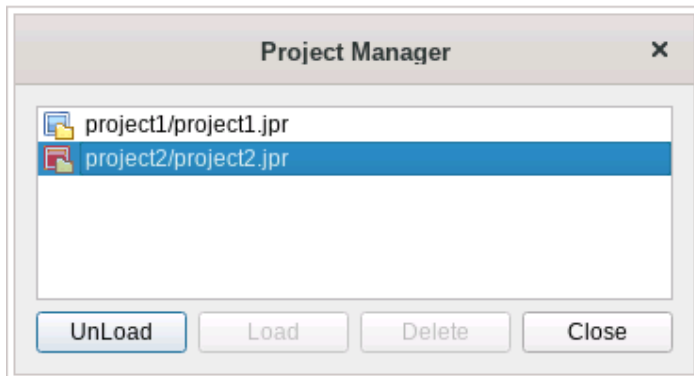 Project Manager
project1/project1.jpr
project2/project2.jpr
UnLoad Load Delete Close